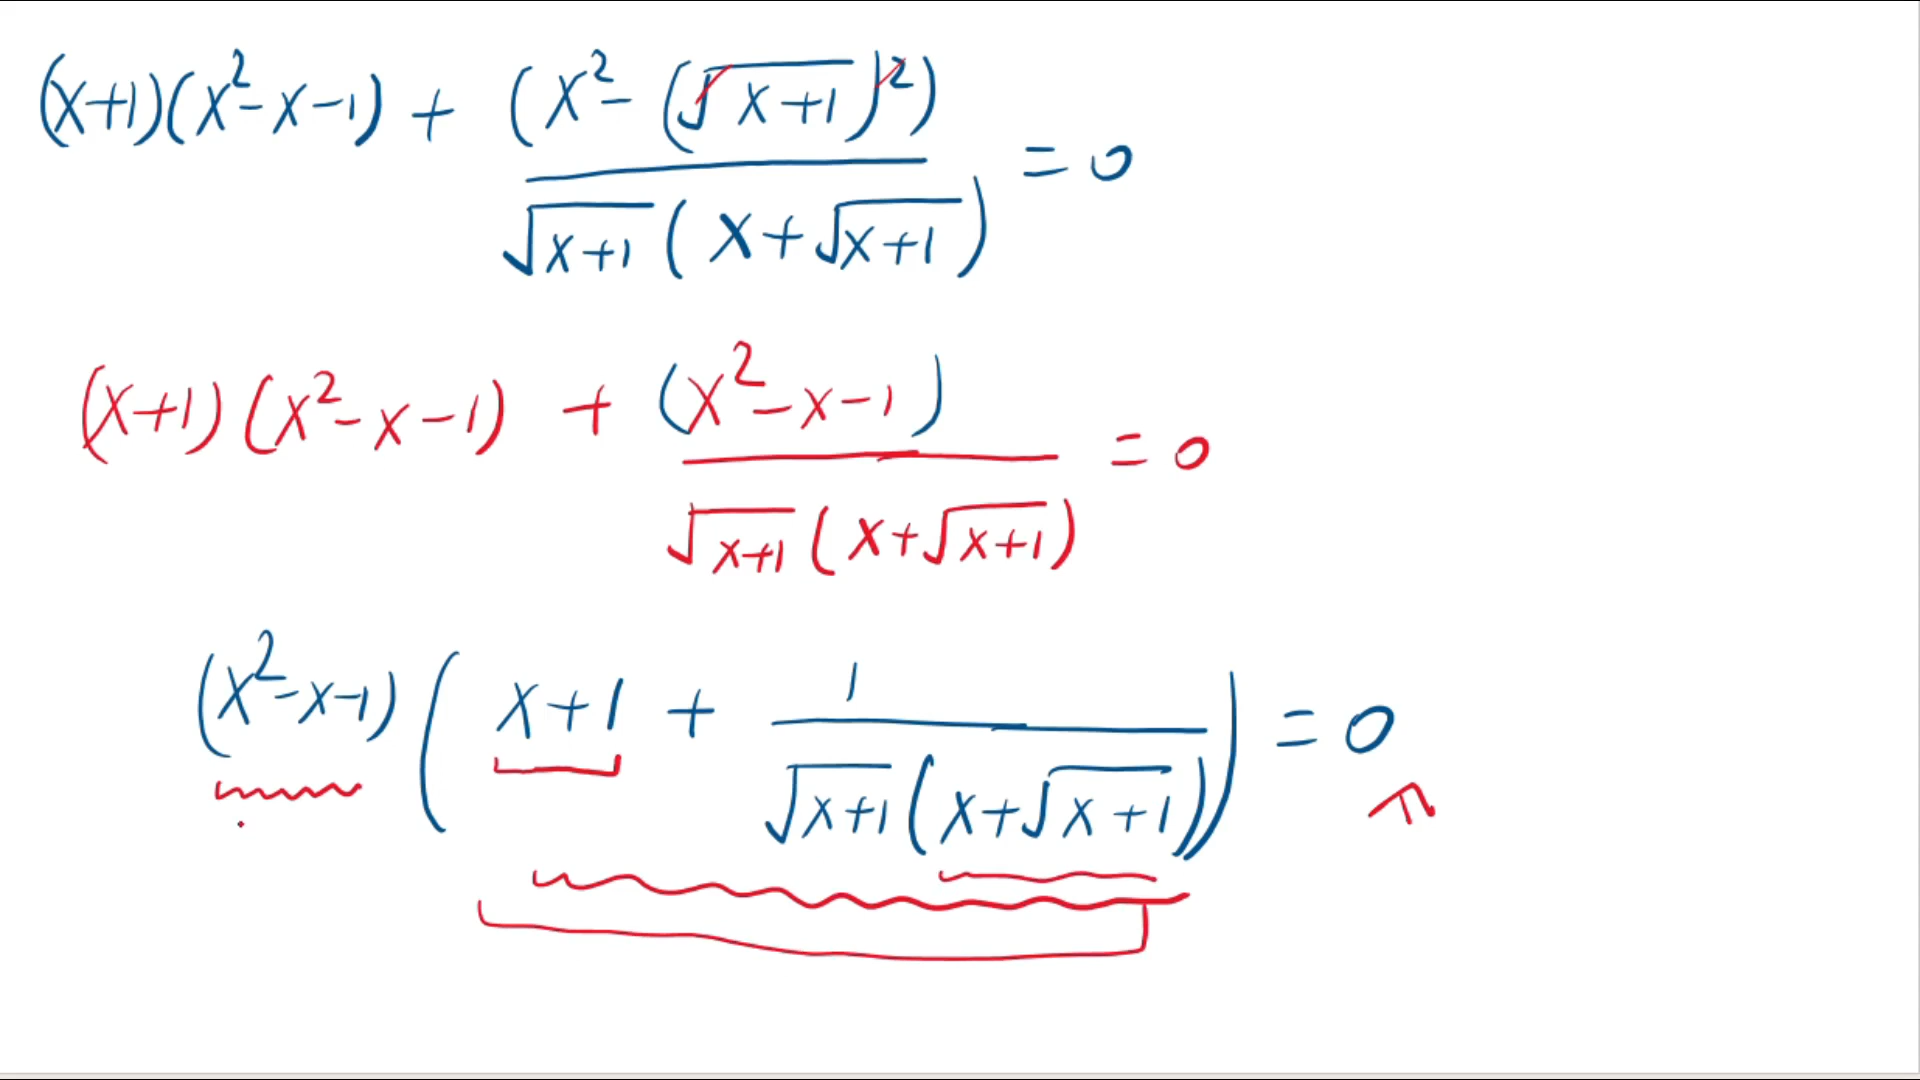 (x+1)(x²-x-1) + (x²-(√(x+1))²) / (√(x+1) (x+√(x+1))) = 0
(x+1)(x²-x-1) + (x²-x-1) / (√(x+1) (x+√(x+1))) = 0
(x²-x-1) (x+1 + 1 / (√(x+1) (x+√(x+1)))) = 0